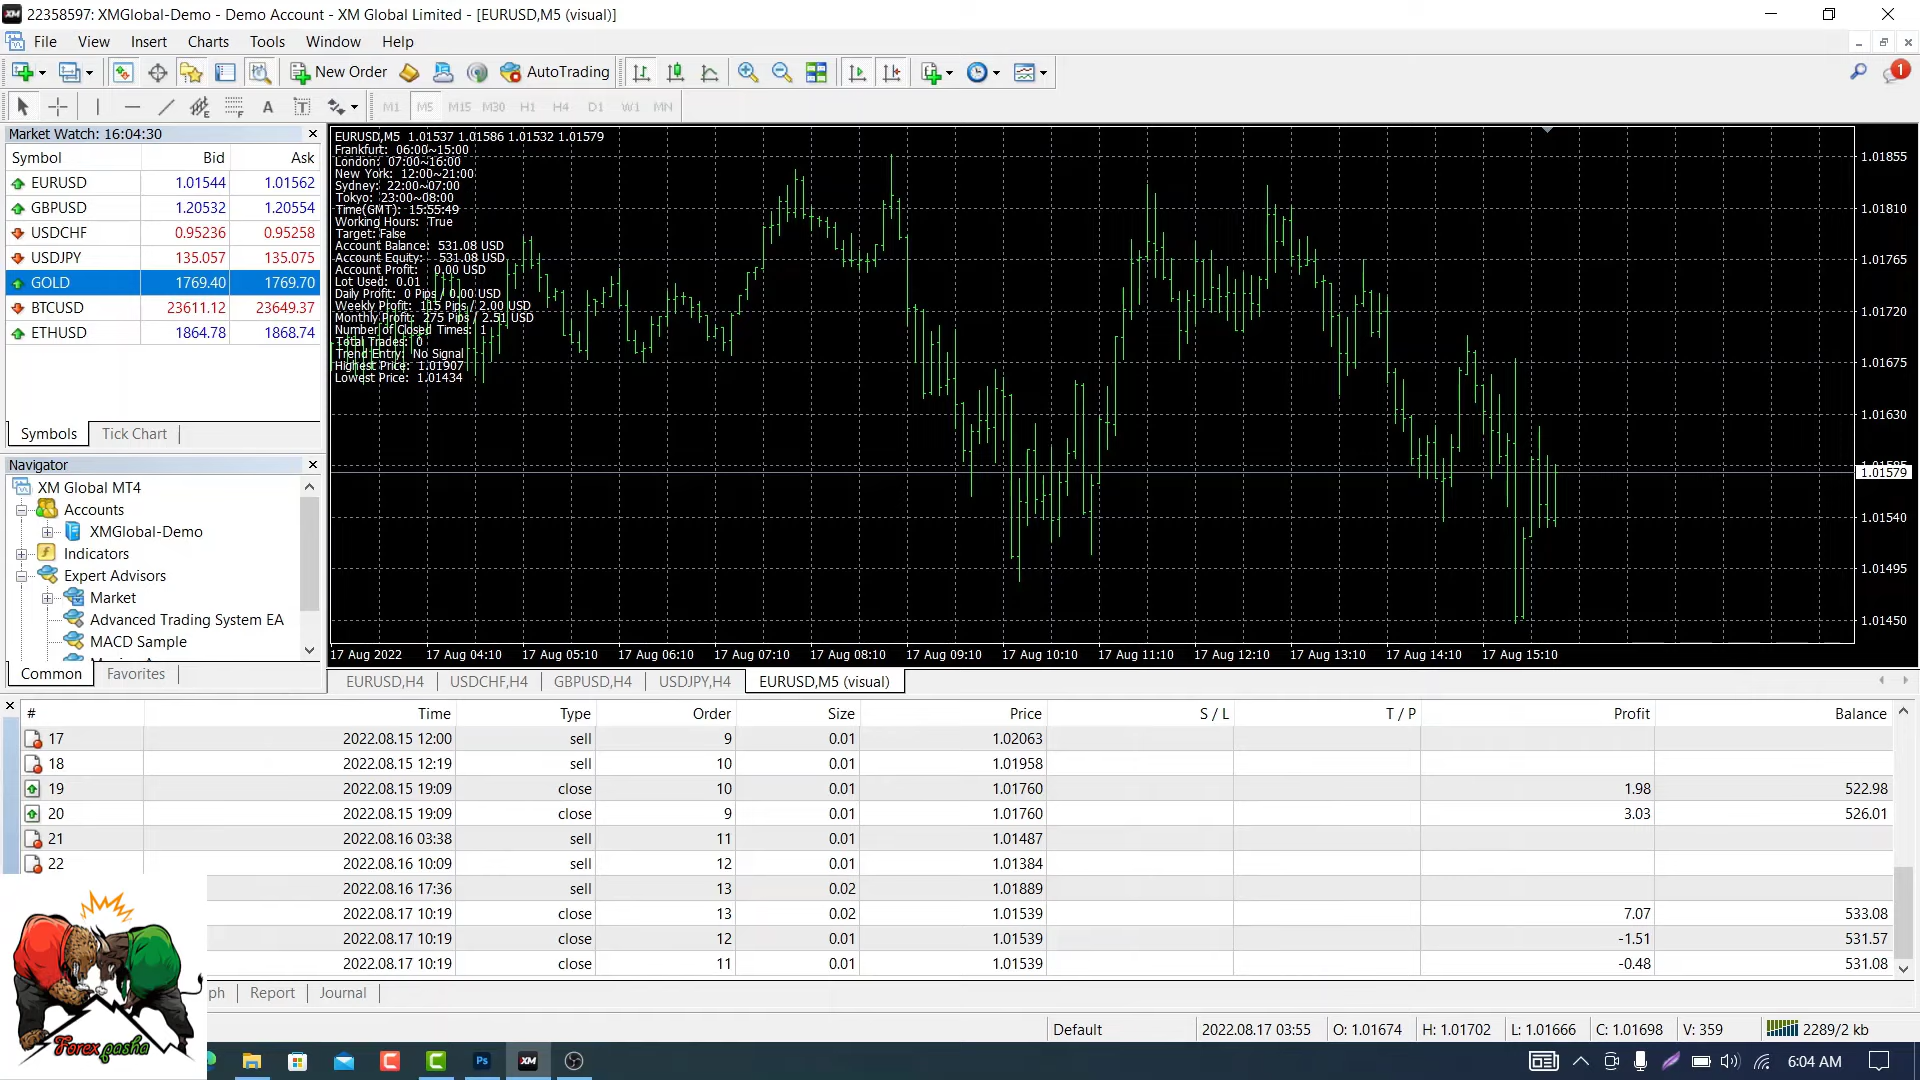 22358597: XMGlobal-Demo - Demo Account - XM Global Limited - [EURUSD,M5 (visual)]
File View Insert Charts Tools Window Help
New Order AutoTrading 1
A T M1 M5 M15 M30 H1 H4 D1 W1 MN
Market Watch: 16:04:30
Symbol Bid Ask
EURUSD 1.01544 1.01562
GBPUSD 1.20532 1.20554
USDCHF 0.95236 0.95258
USDJPY 135.057 135.075
GOLD 1769.40 1769.70
BTCUSD 23611.12 23649.37
ETHUSD 1864.78 1868.74
Symbols Tick Chart
Navigator
XM Global MT4
Accounts
XMGlobal-Demo
Indicators
Expert Advisors
Market
Advanced Trading System EA
MACD Sample
Common Favorites
EURUSD,M5 1.01537 1.01586 1.01532 1.01579
Frankfurt: 06:00~15:00
London: 07:00~16:00
New York: 12:00~21:00
Sydney: 22:00~07:00
Tokyo: 23:00~08:00
Time(GMT): 15:55:49
Working Hours: True
Target: False
Account Balance: 531.08 USD
Account Equity: 531.08 USD
Account Profit: 0.00 USD
Lot Used: 0.01
Daily Profit: 0 Pips / 0.00 USD
Weekly Profit: 115 Pips / 2.00 USD
Monthly Profit: 275 Pips / 2.51 USD
Number of Closed Times: 1
Total Trades: 0
Trend Entry: No Signal
Highest Price: 1.01907
Lowest Price: 1.01434
1.01855
1.01810
1.01765
1.01720
1.01675
1.01630
1.01579
1.01540
1.01495
1.01450
17 Aug 2022 17 Aug 04:10 17 Aug 05:10 17 Aug 06:10 17 Aug 07:10 17 Aug 08:10 17 Aug 09:10 17 Aug 10:10 17 Aug 11:10 17 Aug 12:10 17 Aug 13:10 17 Aug 14:10 17 Aug 15:10
EURUSD,H4 USDCHF,H4 GBPUSD,H4 USDJPY,H4 EURUSD,M5 (visual)
# Time Type Order Size Price S / L T / P Profit Balance
17 2022.08.15 12:00 sell 9 0.01 1.02063
18 2022.08.15 12:19 sell 10 0.01 1.01958
19 2022.08.15 19:09 close 10 0.01 1.01760 1.98 522.98
20 2022.08.15 19:09 close 9 0.01 1.01760 3.03 526.01
21 2022.08.16 03:38 sell 11 0.01 1.01487
22 2022.08.16 10:09 sell 12 0.01 1.01384
2022.08.16 17:36 sell 13 0.02 1.01889
2022.08.17 10:19 close 13 0.02 1.01539 7.07 533.08
2022.08.17 10:19 close 12 0.01 1.01539 -1.51 531.57
2022.08.17 10:19 close 11 0.01 1.01539 -0.48 531.08
ph Report Journal
Default 2022.08.17 03:55 O: 1.01674 H: 1.01702 L: 1.01666 C: 1.01698 V: 359 2289/2 kb
Forex pasha
Ps XM 6:04 AM